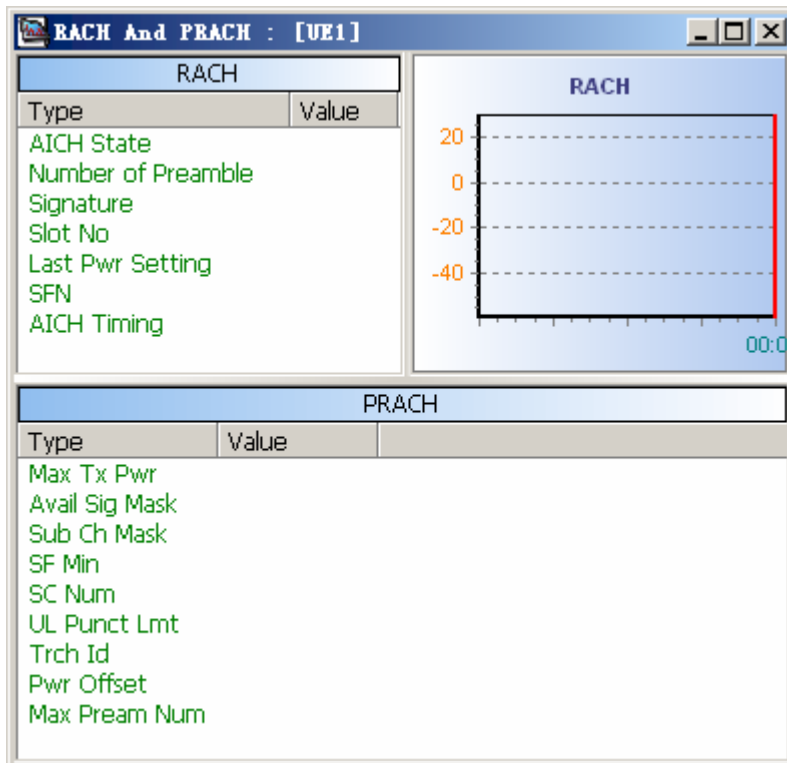 RACH And PRACH : [UE1]
RACH
Type Value
AICH State
Number of Preamble
Signature
Slot No
Last Pwr Setting
SFN
AICH Timing
RACH
20
0
-20
-40
00:0
PRACH
Type Value
Max Tx Pwr
Avail Sig Mask
Sub Ch Mask
SF Min
SC Num
UL Punct Lmt
Trch Id
Pwr Offset
Max Pream Num